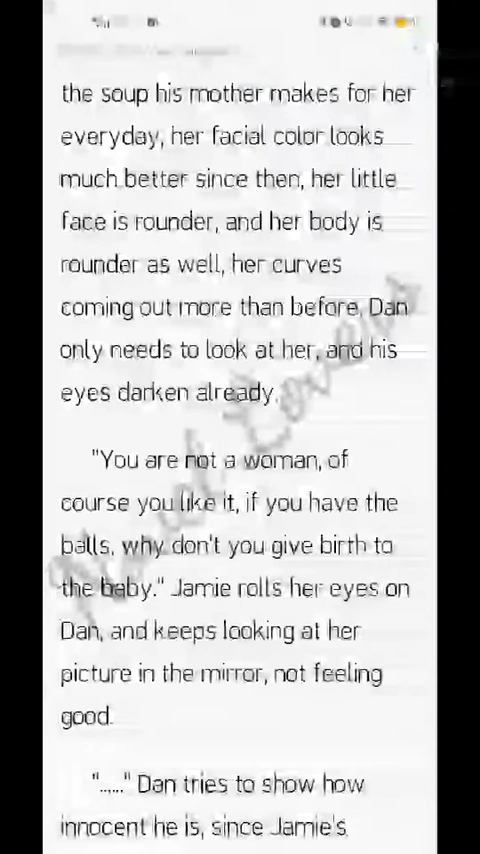 the soup his mother makes for her
everyday, her facial color looks
much better since then, her little
face is rounder, and her body is
rounder as well, her curves
coming out more than before. Dan
only needs to look at her, and his
eyes darken already.
"You are not a woman, of
course you like it, if you have the
balls, why don't you give birth to
the baby." Jamie rolls her eyes on
Dan, and keeps looking at her
picture in the mirror, not feeling
good.
"......" Dan tries to show how
innocent he is, since Jamie's
Novel Lovers